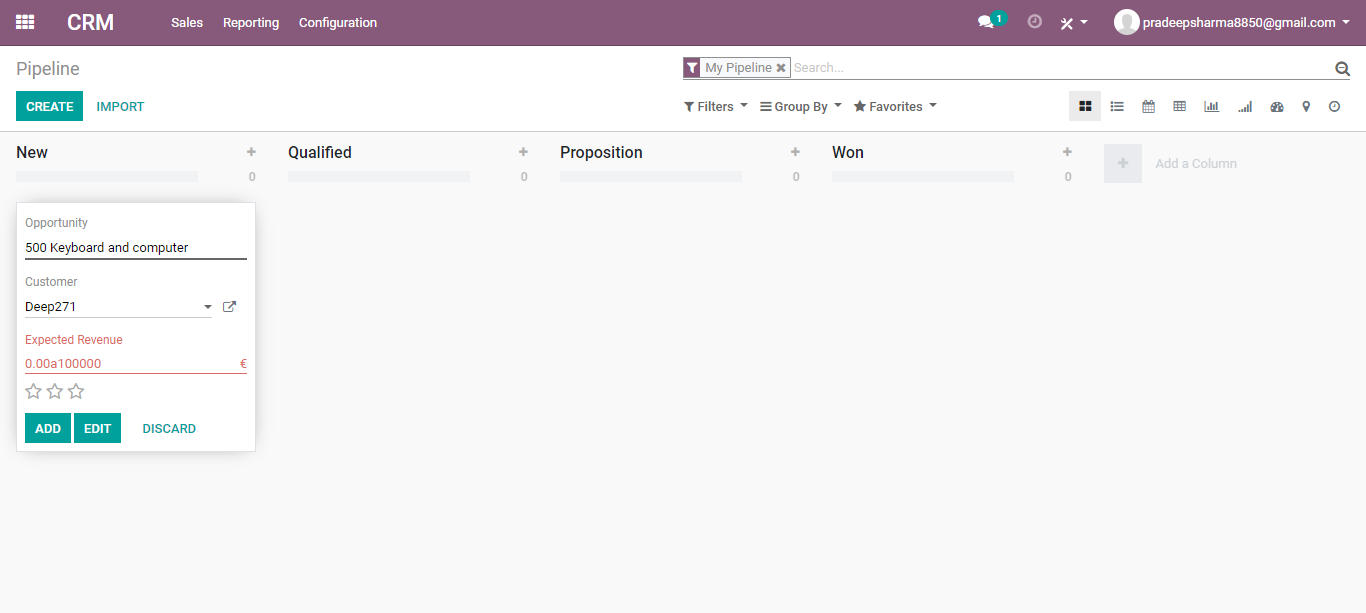 CRM Sales Reporting Configuration 1 pradeepsharma8850@gmail.com
Pipeline My Pipeline Search...
CREATE IMPORT Filters Group By Favorites
New Qualified Proposition Won Add a Column
0 0 0 0
Opportunity
500 Keyboard and computer
Customer
Deep271
Expected Revenue
0.00a100000 €
ADD EDIT DISCARD